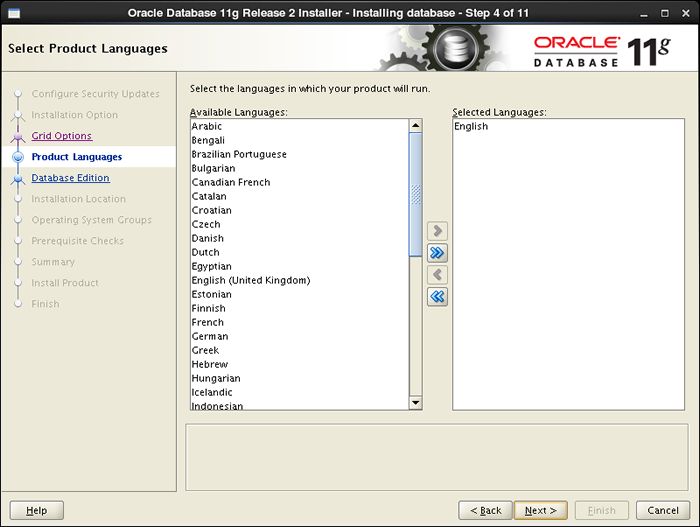 Oracle Database 11g Release 2 Installer - Installing database - Step 4 of 11
Select Product Languages
ORACLE
DATABASE 11g
Configure Security Updates
Installation Option
Grid Options
Product Languages
Database Edition
Installation Location
Operating System Groups
Prerequisite Checks
Summary
Install Product
Finish
Select the languages in which your product will run.
Available Languages:
Arabic
Bengali
Brazilian Portuguese
Bulgarian
Canadian French
Catalan
Croatian
Czech
Danish
Dutch
Egyptian
English (United Kingdom)
Estonian
Finnish
French
German
Greek
Hebrew
Hungarian
Icelandic
Indonesian
Selected Languages:
English
Help
< Back
Next >
Finish
Cancel